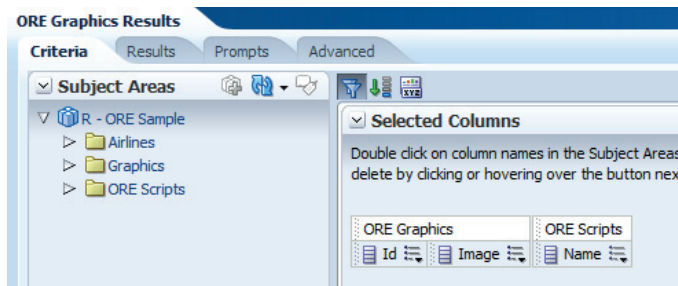 ORE Graphics Results
Criteria Results Prompts Advanced
Subject Areas
R - ORE Sample
Airlines
Graphics
ORE Scripts
XYZ
Selected Columns
Double click on column names in the Subject Areas
delete by clicking or hovering over the button nex
ORE Graphics ORE Scripts
Id Image Name